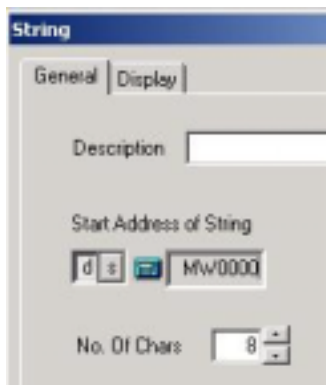 String
General Display
Description
Start Address of String
d s MW0000
No. Of Chars 8